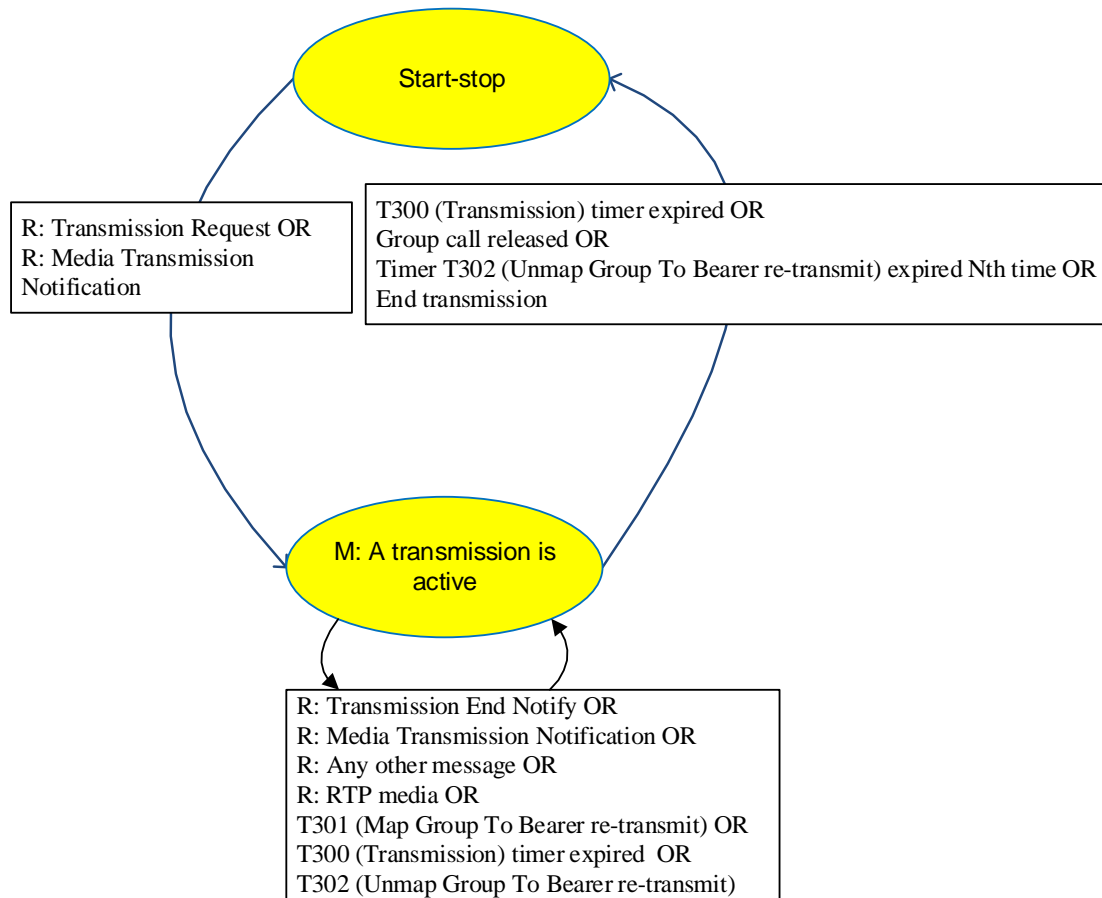 Start-stop
R: Transmission Request OR
R: Media Transmission
Notification
T300 (Transmission) timer expired OR
Group call released OR
Timer T302 (Unmap Group To Bearer re-transmit) expired Nth time OR
End transmission
M: A transmission is
active
R: Transmission End Notify OR
R: Media Transmission Notification OR
R: Any other message OR
R: RTP media OR
T301 (Map Group To Bearer re-transmit) OR
T300 (Transmission) timer expired  OR
T302 (Unmap Group To Bearer re-transmit)